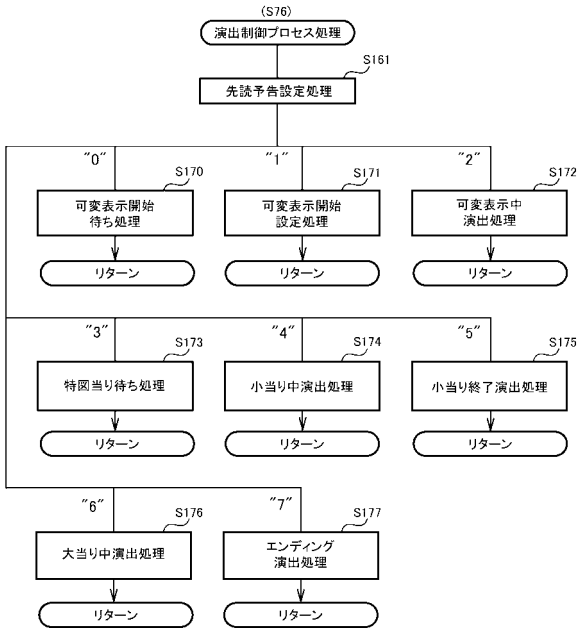 (S76)
演出制御プロセス処理
S161
先読予告設定処理
"0"
"1"
"2"
S170
S171
S172
可変表示開始
待ち処理
可変表示開始
設定処理
可変表示中
演出処理
リターン
リターン
リターン
"3"
"4"
"5"
S173
S174
S175
特図当り待ち処理
小当り中演出処理
小当り終了演出処理
リターン
リターン
リターン
"6"
"7"
S176
S177
大当り中演出処理
エンディング
演出処理
リターン
リターン